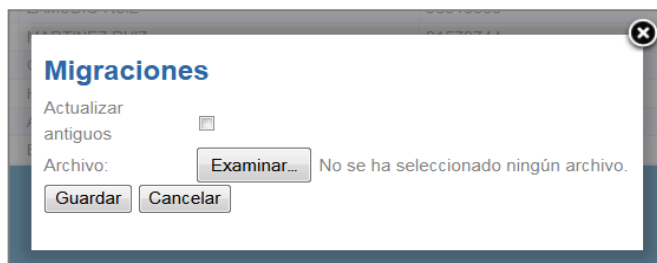 Migraciones
Actualizar
antiguos
Archivo:
Examinar...
No se ha seleccionado ningún archivo.
Guardar
Cancelar